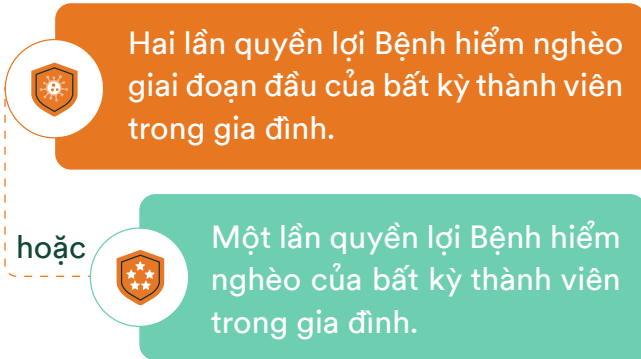 Hai lần quyền lợi Bệnh hiểm nghèo
giai đoạn đầu của bất kỳ thành viên
trong gia đình.
hoặc
Một lần quyền lợi Bệnh hiểm
nghèo của bất kỳ thành viên
trong gia đình.